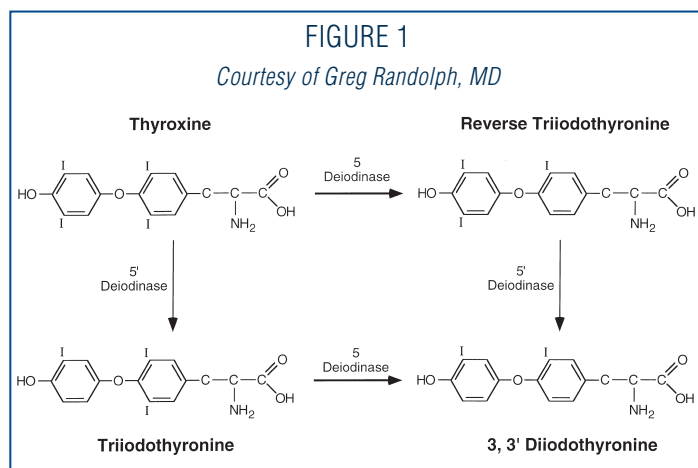 FIGURE 1
Courtesy of Greg Randolph, MD
Thyroxine
Reverse Triiodothyronine
I I O
HO O C C C
OH
I I NH2
5
Deiodinase
I I O
HO O C C C
OH
I NH2
5'
Deiodinase
5'
Deiodinase
I I O
HO O C C C
OH
I NH2
5
Deiodinase
I I O
HO O C C C
OH
NH2
Triiodothyronine
3, 3' Diiodothyronine